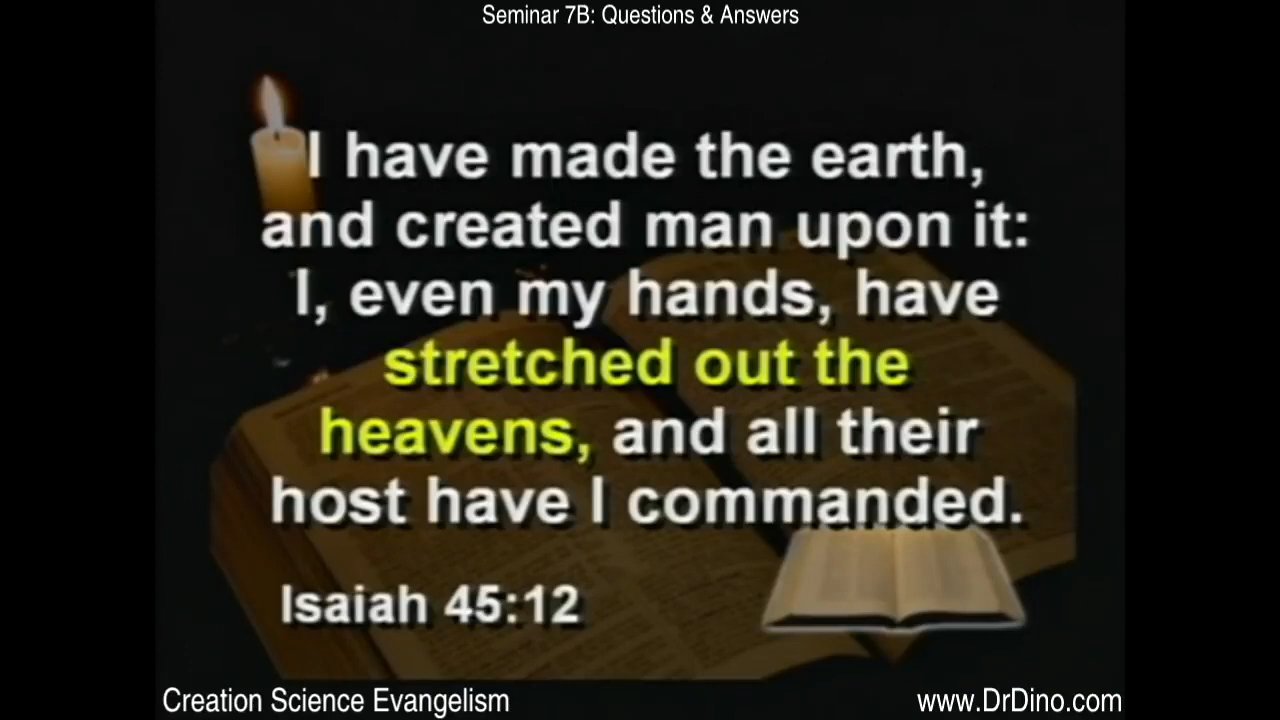 Seminar 7B: Questions & Answers
I have made the earth,
and created man upon it:
I, even my hands, have
stretched out the
heavens, and all their
host have I commanded.
Isaiah 45:12
Creation Science Evangelism
www.DrDino.com